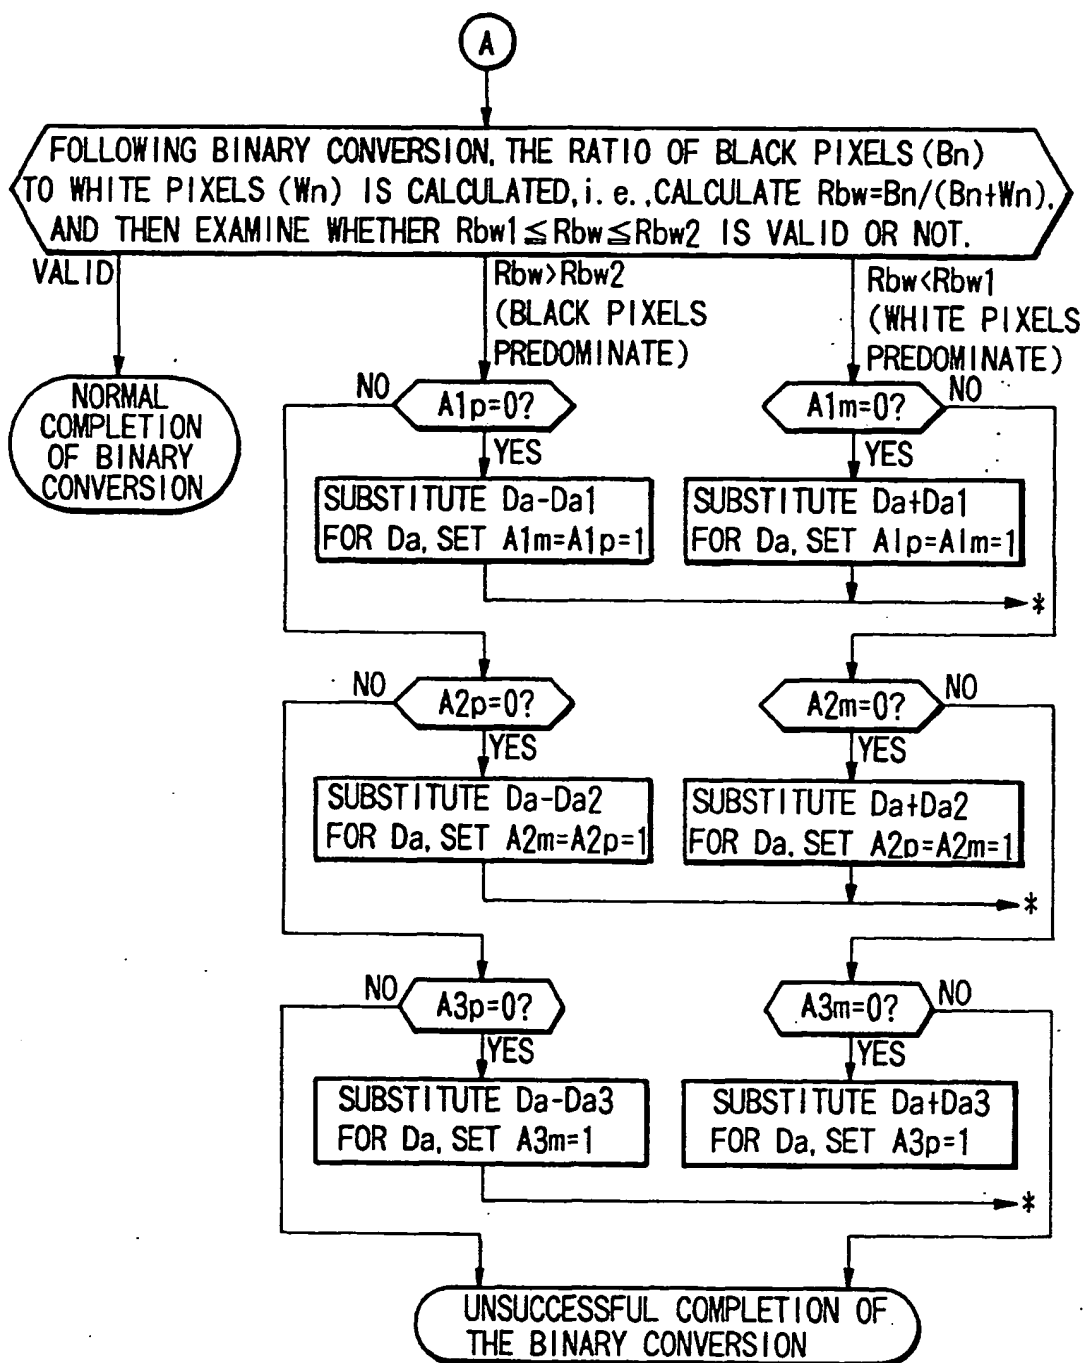 A
FOLLOWING BINARY CONVERSION, THE RATIO OF BLACK PIXELS (Bn)
TO WHITE PIXELS (Wn) IS CALCULATED, i. e., CALCULATE Rbw=Bn/(Bn+Wn),
AND THEN EXAMINE WHETHER Rbw1≦Rbw≦Rbw2 IS VALID OR NOT.
VALID
Rbw>Rbw2
(BLACK PIXELS
PREDOMINATE)
Rbw<Rbw1
(WHITE PIXELS
PREDOMINATE)
NORMAL
COMPLETION
OF BINARY
CONVERSION
NO
A1p=0?
YES
A1m=0?
NO
YES
SUBSTITUTE Da-Da1
FOR Da, SET A1m=A1p=1
SUBSTITUTE Da+Da1
FOR Da, SET A1p=A1m=1
*
NO
A2p=0?
YES
A2m=0?
NO
YES
SUBSTITUTE Da-Da2
FOR Da, SET A2m=A2p=1
SUBSTITUTE Da+Da2
FOR Da, SET A2p=A2m=1
*
NO
A3p=0?
YES
A3m=0?
NO
YES
SUBSTITUTE Da-Da3
FOR Da, SET A3m=1
SUBSTITUTE Da+Da3
FOR Da, SET A3p=1
*
UNSUCCESSFUL COMPLETION OF
THE BINARY CONVERSION